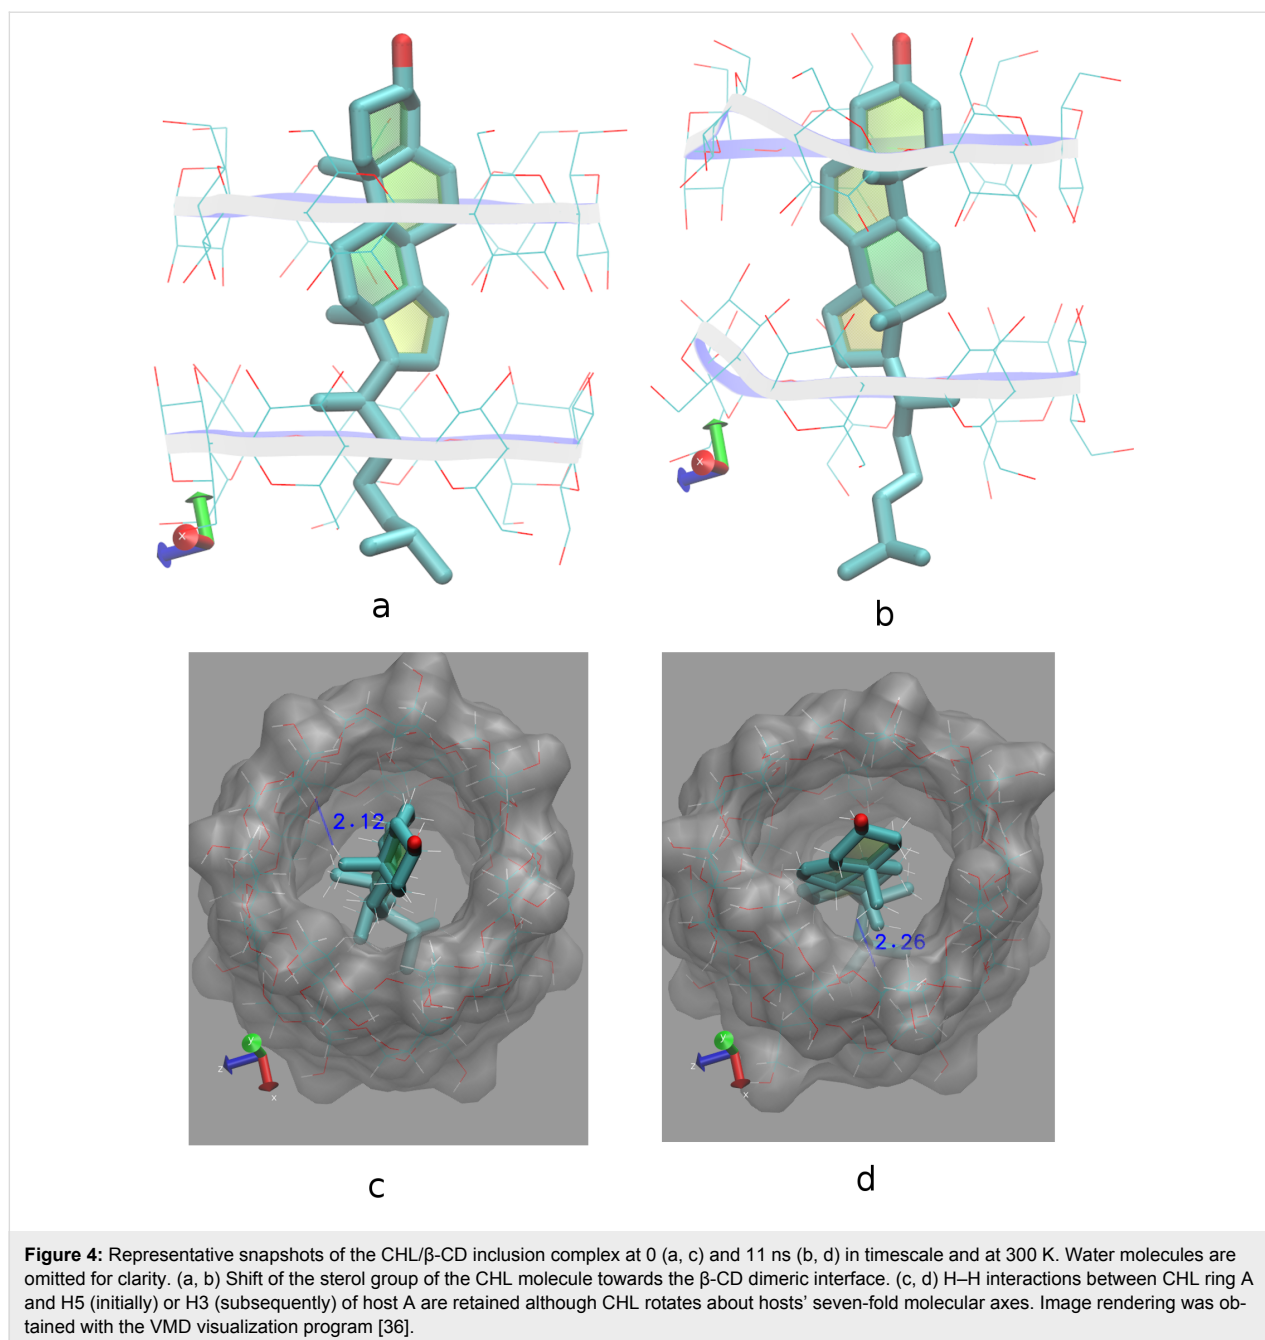 x
x
a
b
2.12
2.26
y
z
x
y
z
x
c
d
Figure 4: Representative snapshots of the CHL/β-CD inclusion complex at 0 (a, c) and 11 ns (b, d) in timescale and at 300 K. Water molecules are
omitted for clarity. (a, b) Shift of the sterol group of the CHL molecule towards the β-CD dimeric interface. (c, d) H–H interactions between CHL ring A
and H5 (initially) or H3 (subsequently) of host A are retained although CHL rotates about hosts' seven-fold molecular axes. Image rendering was ob-
tained with the VMD visualization program [36].